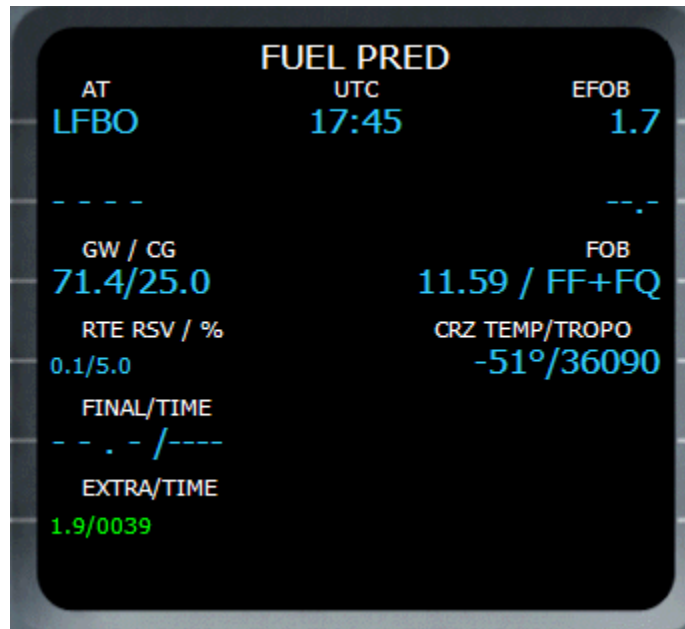 FUEL PRED
AT UTC EFOB
LFBO 17:45 1.7
- - - - --.-
GW / CG FOB
71.4/25.0 11.59 / FF+FQ
RTE RSV / % CRZ TEMP/TROPO
0.1/5.0 -51º/36090
FINAL/TIME
- - . - /----
EXTRA/TIME
1.9/0039